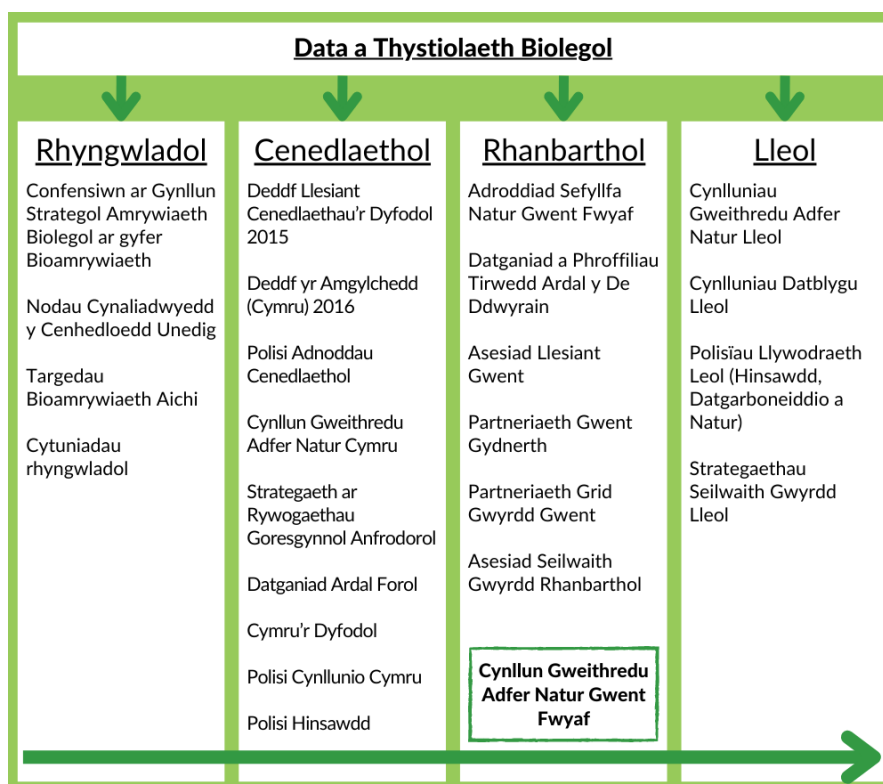 Data a Thystiolaeth Biolegol
Rhyngwladol
Confensiwn ar Gynllun
Strategol Amrywiaeth
Biolegol ar gyfer
Bioamrywiaeth
Nodau Cynaliadwyedd
y Cenhedloedd Unedig
Targedau
Bioamrywiaeth Aichi
Cytuniadau
rhyngwladol
Cenedlaethol
Deddf Llesiant
Cenedlaethau'r Dyfodol
2015
Deddf yr Amgylchedd
(Cymru) 2016
Polisi Adnoddau
Cenedlaethol
Cynllun Gweithredu
Adfer Natur Cymru
Strategaeth ar
Rywogaethau
Goresgynnol Anfrodorol
Datganiad Ardal Forol
Cymru'r Dyfodol
Polisi Cynllunio Cymru
Polisi Hinsawdd
Rhanbarthol
Adroddiad Sefyllfa
Natur Gwent Fwyaf
Datganiad a Phroffiliau
Tirwedd Ardal y De
Ddwyrain
Asesiad Llesiant
Gwent
Partneriaeth Gwent
Gydnerth
Partneriaeth Grid
Gwyrdd Gwent
Asesiad Seilwaith
Gwyrdd Rhanbarthol
Cynllun Gweithredu
Adfer Natur Gwent
Fwyaf
Lleol
Cynlluniau
Gweithredu Adfer
Natur Lleol
Cynlluniau Datblygu
Lleol
Polisïau Llywodraeth
Leol (Hinsawdd,
Datgarboneiddio a
Natur)
Strategaethau
Seilwaith Gwyrdd
Lleol